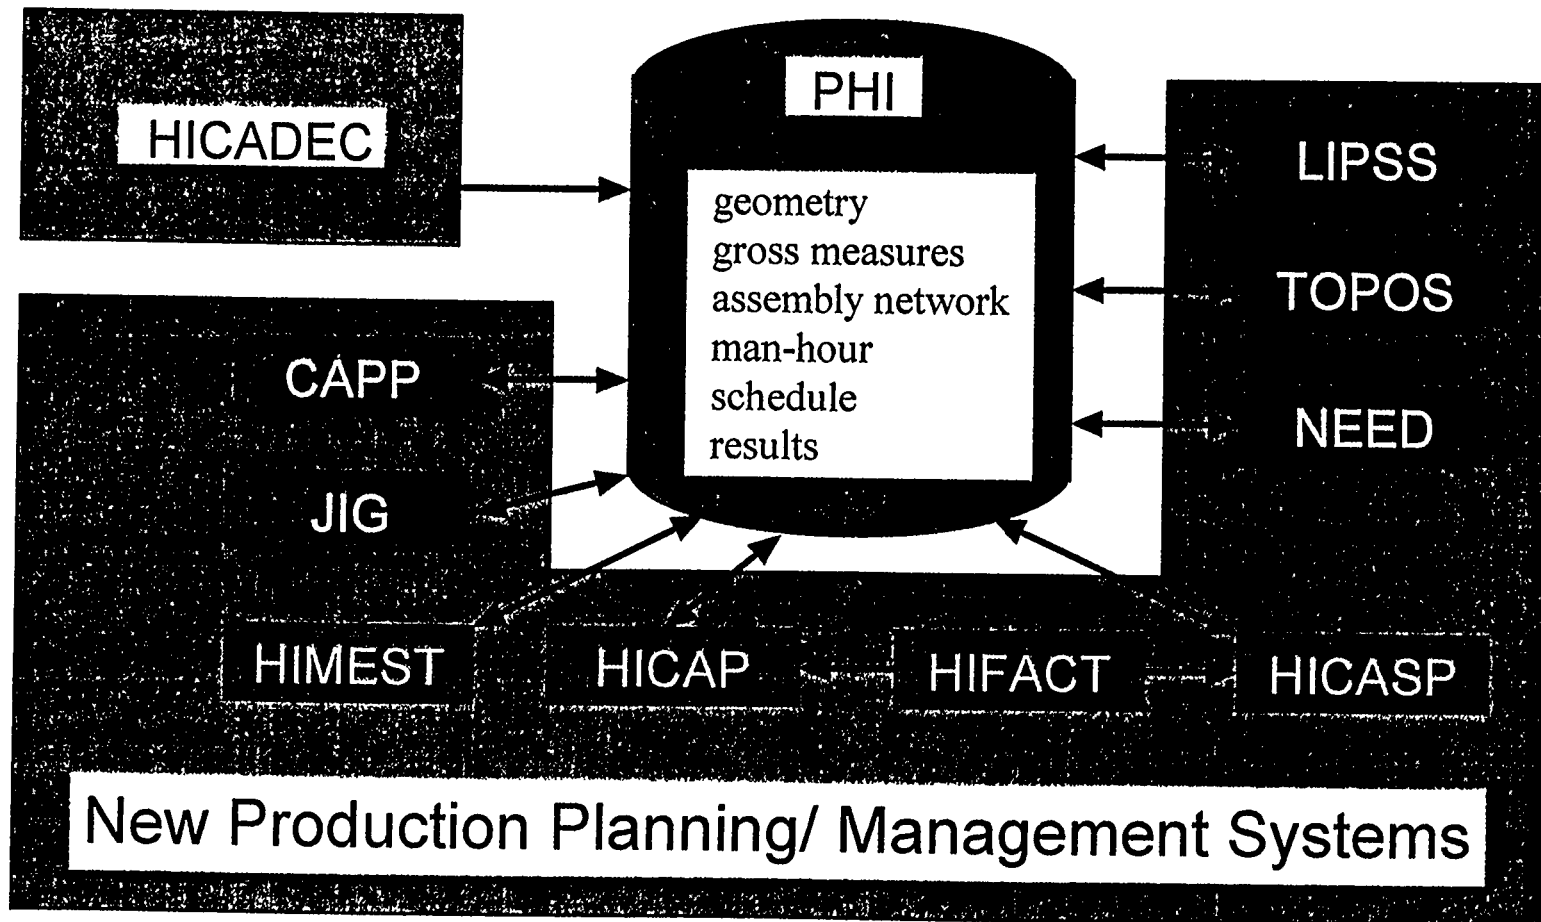 HICADEC
PHI
geometry
gross measures
assembly network
man-hour
schedule
results
LIPSS
TOPOS
NEED
CAPP
JIG
HIMEST
HICAP
HIFACT
HICASP
New Production Planning/ Management Systems